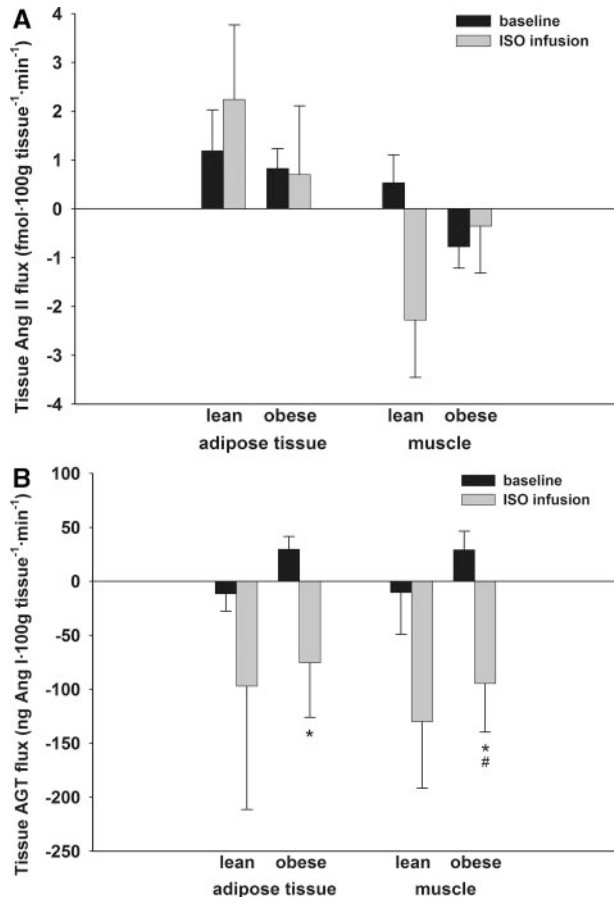 A
baseline
ISO infusion
Tissue Ang II flux (fmol·100g tissue⁻¹·min⁻¹)
4
3
2
1
0
-1
-2
-3
-4
lean obese lean obese
adipose tissue muscle
B
baseline
ISO infusion
Tissue AGT flux (ng Ang I·100g tissue⁻¹·min⁻¹)
100
50
0
-50
-100
-150
-200
-250
*
*
#
lean obese lean obese
adipose tissue muscle